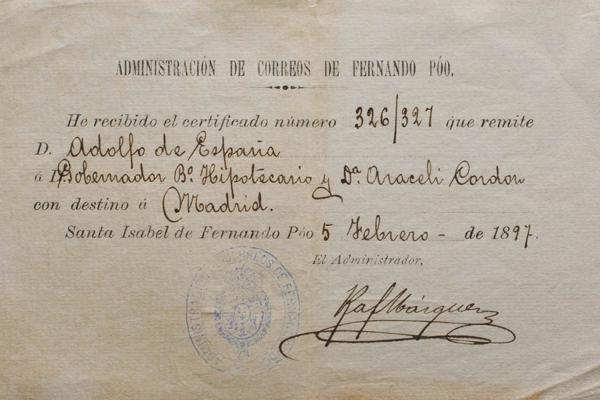 ADMINISTRACIÓN DE CORREOS DE FERNANDO PÓO.
He recibido el certificado número 326/327 que remite
D. Adolfo de España
á D. Gobernador Bº. Hipotecario y Dª. Araceli Cordon
con destino á Madrid.
Santa Isabel de Fernando Póo 5 Febrero - de 1897.
El Administrador,
Raf Márquez